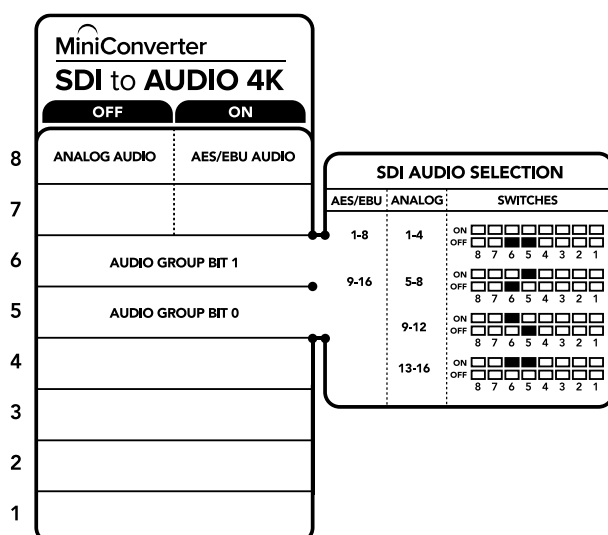 MiniConverter
SDI to AUDIO 4K
OFF ON
8 ANALOG AUDIO AES/EBU AUDIO
7
6 AUDIO GROUP BIT 1
5 AUDIO GROUP BIT 0
4
3
2
1
SDI AUDIO SELECTION
AES/EBU ANALOG SWITCHES
1-8 1-4 ON
OFF
8 7 6 5 4 3 2 1
9-16 5-8 ON
OFF
8 7 6 5 4 3 2 1
9-12 ON
OFF
8 7 6 5 4 3 2 1
13-16 ON
OFF
8 7 6 5 4 3 2 1